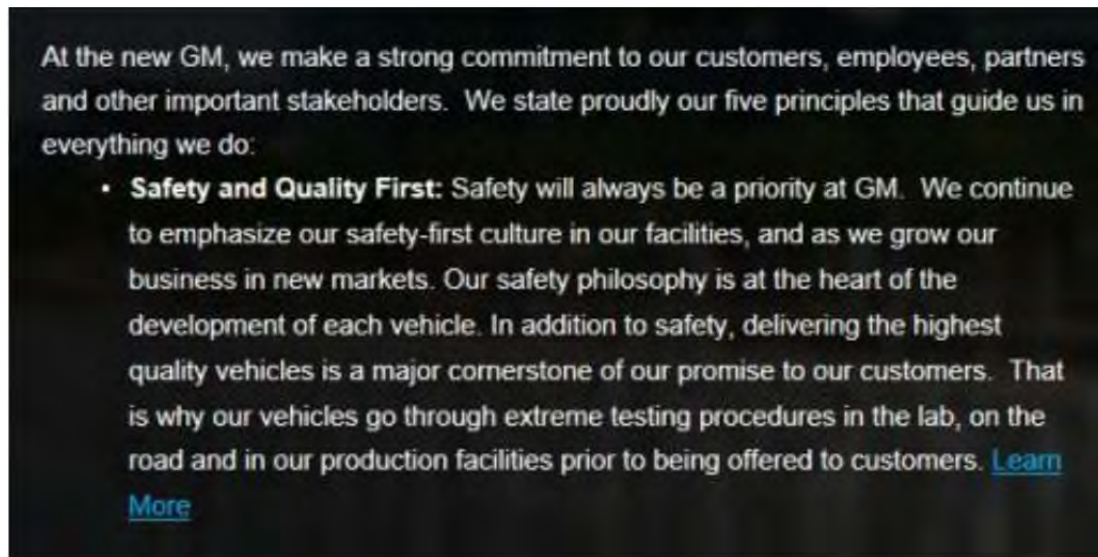 At the new GM, we make a strong commitment to our customers, employees, partners
and other important stakeholders.  We state proudly our five principles that guide us in
everything we do:
• Safety and Quality First: Safety will always be a priority at GM.  We continue
to emphasize our safety-first culture in our facilities, and as we grow our
business in new markets. Our safety philosophy is at the heart of the
development of each vehicle. In addition to safety, delivering the highest
quality vehicles is a major cornerstone of our promise to our customers.  That
is why our vehicles go through extreme testing procedures in the lab, on the
road and in our production facilities prior to being offered to customers. Learn
More